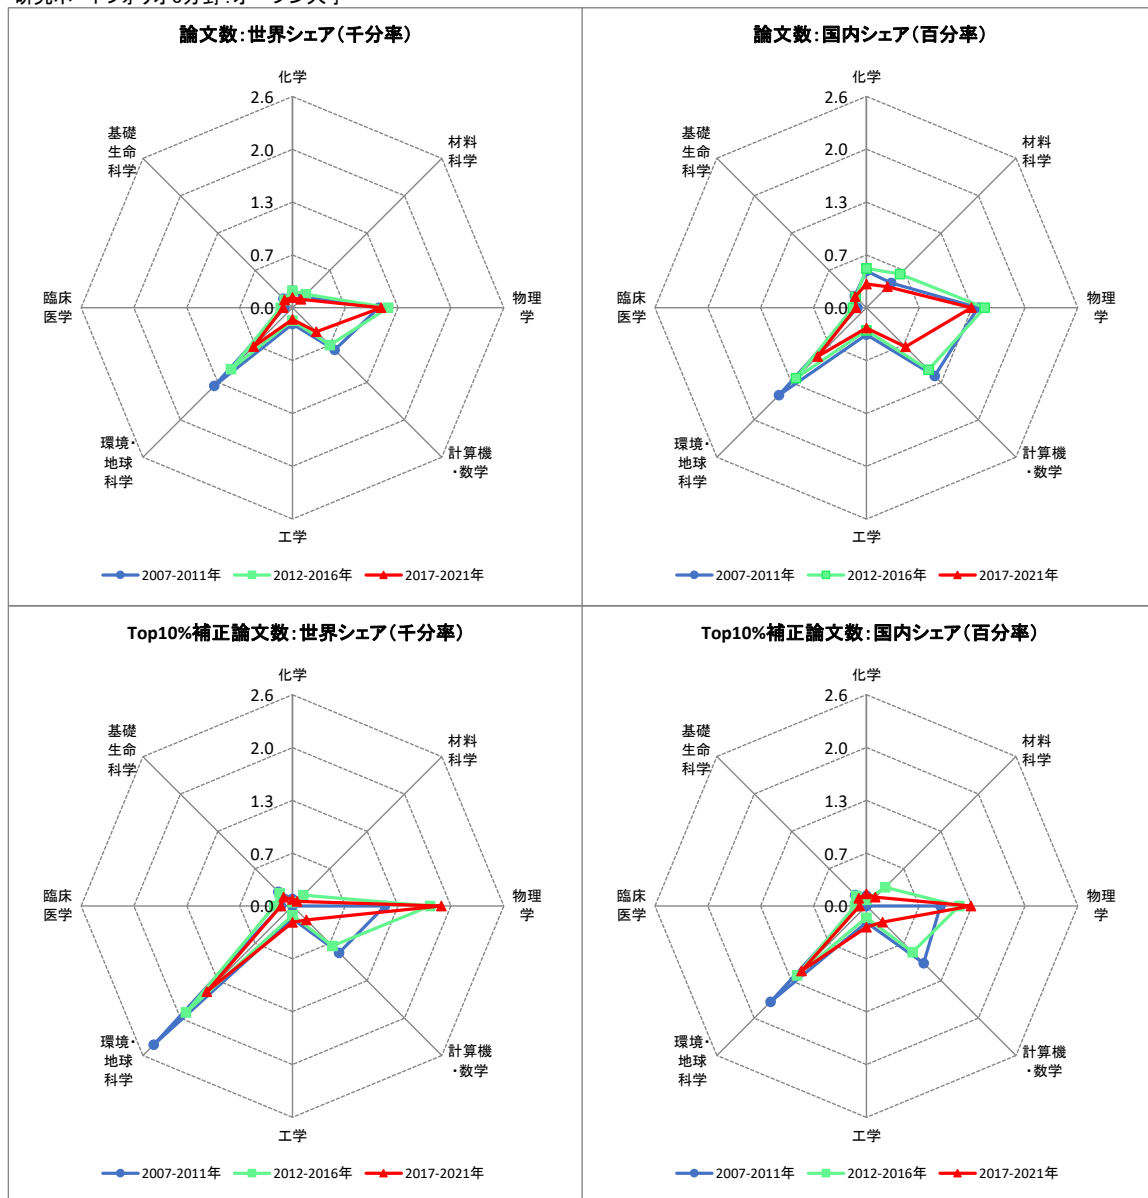 論文数：世界シェア（千分率）
化学
材料
科学
物理
学
計算機
・数学
工学
環境・
地球
科学
臨床
医学
基礎
生命
科学
2.6
2.0
1.3
0.7
0.0
2007-2011年 2012-2016年 2017-2021年
論文数：国内シェア（百分率）
化学
材料
科学
物理
学
計算機
・数学
工学
環境・
地球
科学
臨床
医学
基礎
生命
科学
2.6
2.0
1.3
0.7
0.0
2007-2011年 2012-2016年 2017-2021年
Top10%補正論文数：世界シェア（千分率）
化学
材料
科学
物理
学
計算機
・数学
工学
環境・
地球
科学
臨床
医学
基礎
生命
科学
2.6
2.0
1.3
0.7
0.0
2007-2011年 2012-2016年 2017-2021年
Top10%補正論文数：国内シェア（百分率）
化学
材料
科学
物理
学
計算機
・数学
工学
環境・
地球
科学
臨床
医学
基礎
生命
科学
2.6
2.0
1.3
0.7
0.0
2007-2011年 2012-2016年 2017-2021年